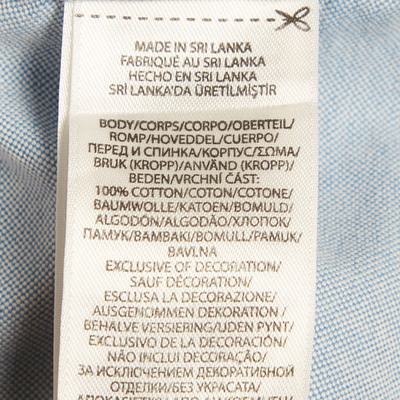 MADE IN SRI LANKA
FABRIQUÉ AU SRI LANKA
HECHO EN SRI LANKA
SRİ LANKA'DA ÜRETİLMİŞTİR
BODY/CORPS/CORPO/OBERTEIL/
ROMP/HOVEDDEL/CUERPO/
ПЕРЕД И СПИНКА/КОРПУС/ΣΩΜΑ/
BRUK (KROPP)/ANVÄND (KROPP)/
BEDEN/VRCHNÍ ČÁST:
100% COTTON/COTON/COTONE/
BAUMWOLLE/KATOEN/BOMULD/
ALGODÓN/ALGODÃO/ХЛОПОК/
ПАМУК/ΒΑΜΒΑΚΙ/BOMULL/PAMUK/
BAVLNA
EXCLUSIVE OF DECORATION/
SAUF DÉCORATION/
ESCLUSA LA DECORAZIONE/
AUSGENOMMEN DEKORATION /
BEHALVE VERSIERING/UDEN PYNT/
EXCLUSIVO DE LA DECORACIÓN/
NÃO INCLUI DECORAÇÃO/
ЗА ИСКЛЮЧЕНИЕМ ДЕКОРАТИВНОЙ
ОТДЕЛКИ/БЕЗ УКРАСАТА/